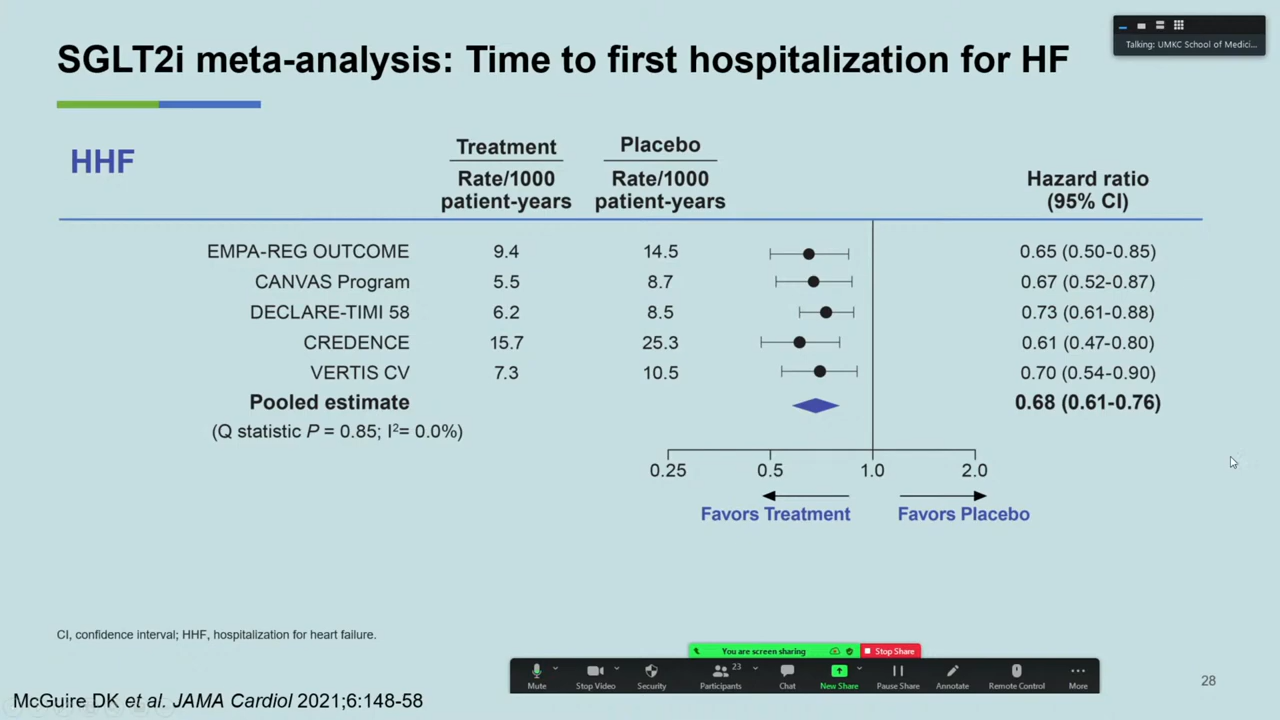 SGLT2i meta-analysis: Time to first hospitalization for HF
Talking: UMKC School of Medici...
HHF
Treatment
Placebo
Rate/1000
patient-years
Rate/1000
patient-years
Hazard ratio
(95% CI)
EMPA-REG OUTCOME 9.4 14.5 0.65 (0.50-0.85)
CANVAS Program 5.5 8.7 0.67 (0.52-0.87)
DECLARE-TIMI 58 6.2 8.5 0.73 (0.61-0.88)
CREDENCE 15.7 25.3 0.61 (0.47-0.80)
VERTIS CV 7.3 10.5 0.70 (0.54-0.90)
Pooled estimate 0.68 (0.61-0.76)
(Q statistic P = 0.85; I²= 0.0%)
0.25 0.5 1.0 2.0
Favors Treatment Favors Placebo
CI, confidence interval; HHF, hospitalization for heart failure.
You are screen sharing Stop Share
23
Mute Stop Video Security Participants Chat New Share Pause Share Annotate Remote Control More
28
McGuire DK et al. JAMA Cardiol 2021;6:148-58